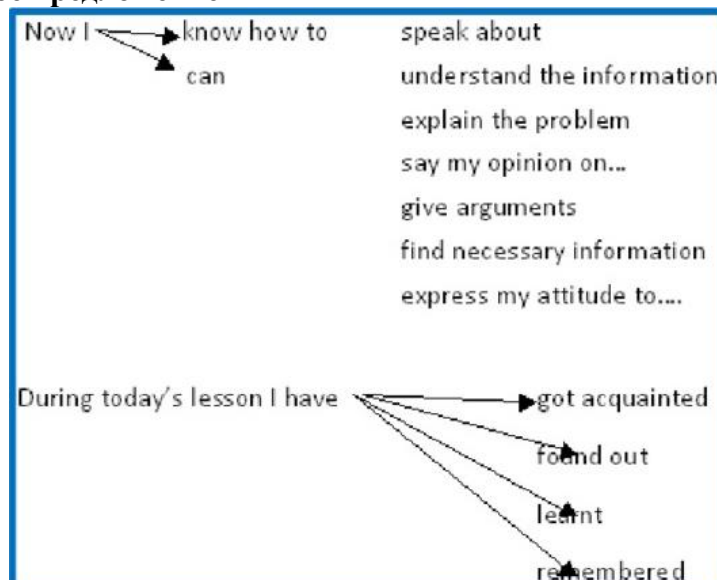 Now I know how to speak about
can understand the information
explain the problem
say my opinion on...
give arguments
find necessary information
express my attitude to....
During today's lesson I have got acquainted
found out
learnt
remembered